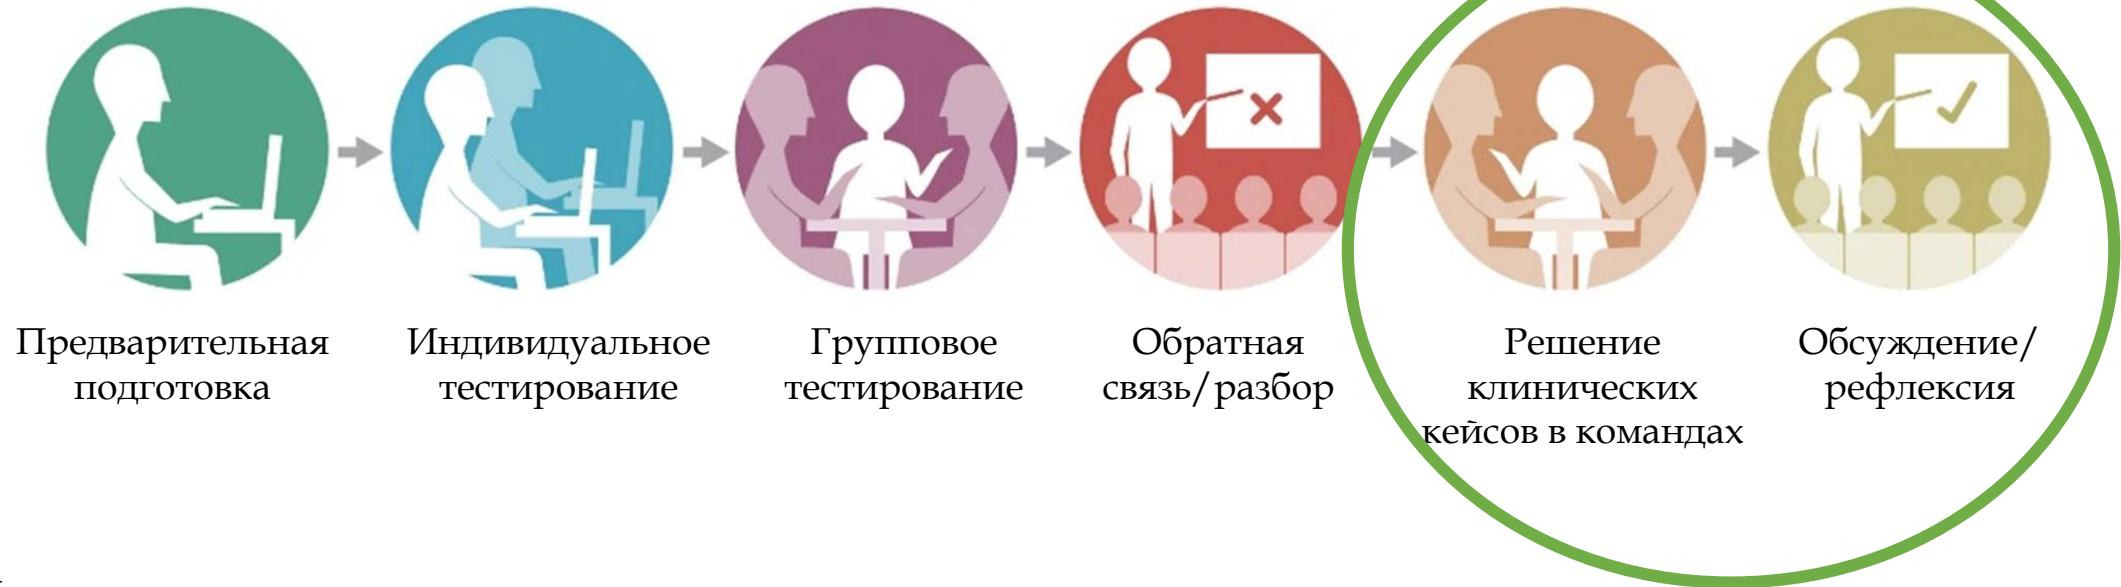 Предварительная
подготовка
Индивидуальное
тестирование
Групповое
тестирование
Обратная
связь/разбор
Решение
клинических
кейсов в командах
Обсуждение/
рефлексия